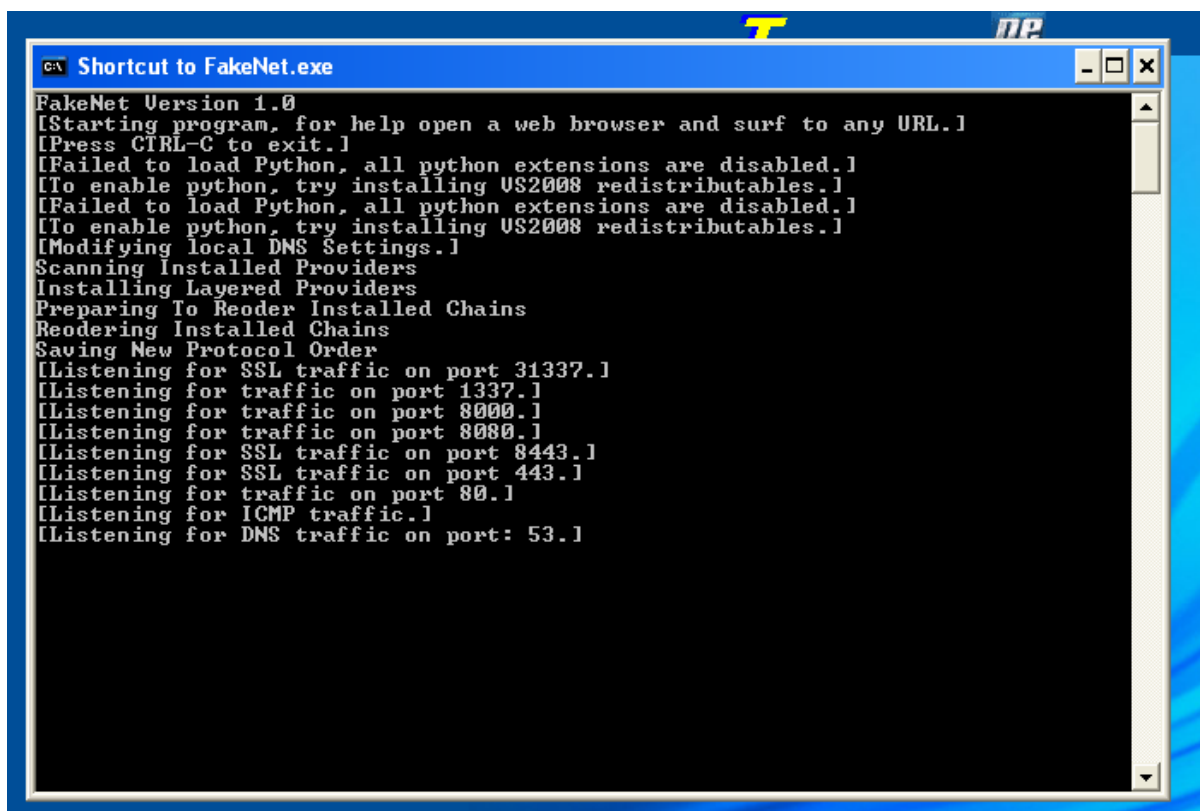 Shortcut to FakeNet.exe
FakeNet Version 1.0
[Starting program, for help open a web browser and surf to any URL.]
[Press CTRL-C to exit.]
[Failed to load Python, all python extensions are disabled.]
[To enable python, try installing VS2008 redistributables.]
[Failed to load Python, all python extensions are disabled.]
[To enable python, try installing VS2008 redistributables.]
[Modifying local DNS Settings.]
Scanning Installed Providers
Installing Layered Providers
Preparing To Reoder Installed Chains
Reodering Installed Chains
Saving New Protocol Order
[Listening for SSL traffic on port 31337.]
[Listening for traffic on port 1337.]
[Listening for traffic on port 8000.]
[Listening for traffic on port 8080.]
[Listening for SSL traffic on port 8443.]
[Listening for SSL traffic on port 443.]
[Listening for traffic on port 80.]
[Listening for ICMP traffic.]
[Listening for DNS traffic on port: 53.]